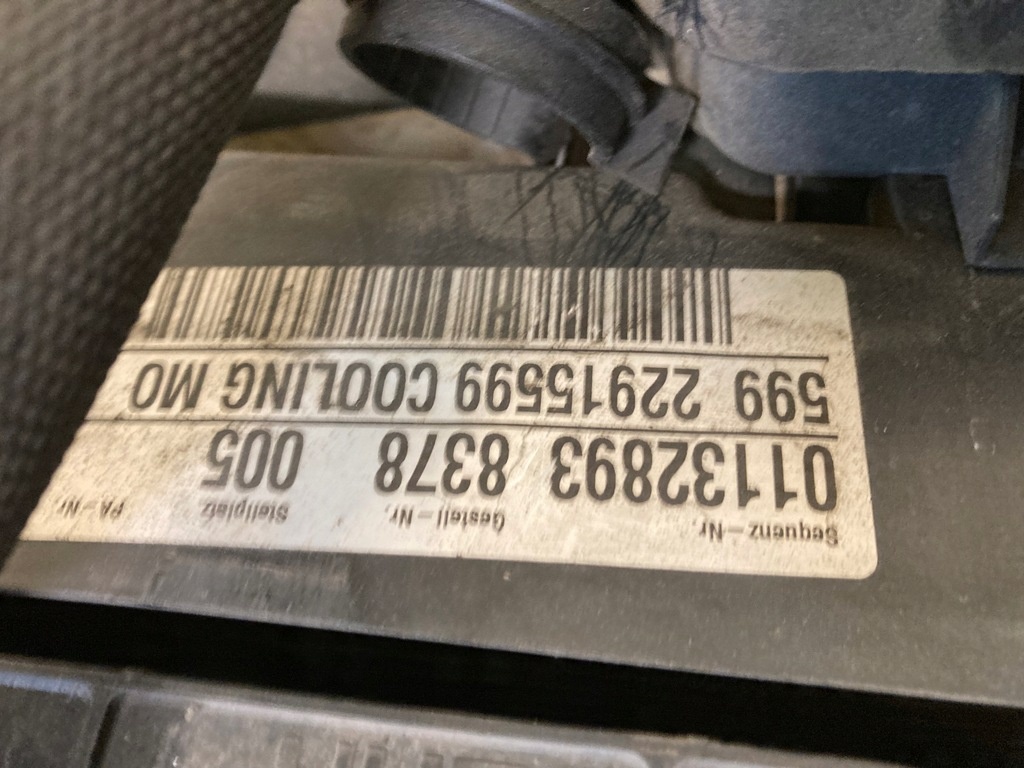 Sequenz-Nr. Gestell-Nr. Stellplatz PA-Nr.
01132893 8378 005
599 22915599 COOLING MO